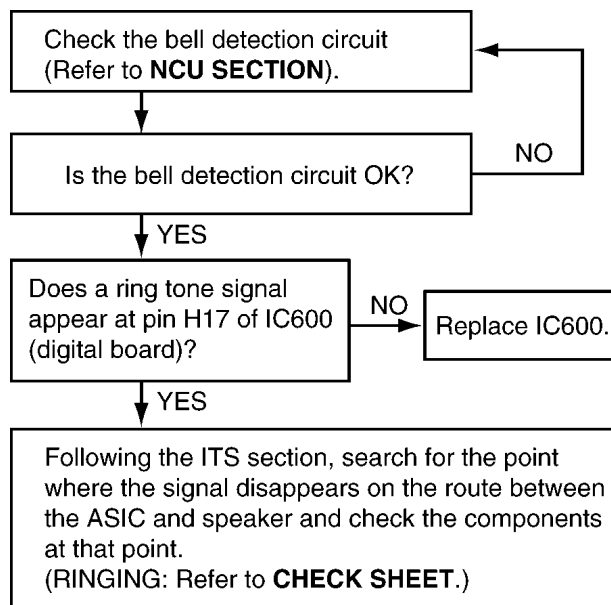 Check the bell detection circuit
(Refer to NCU SECTION).
Is the bell detection circuit OK?
NO
YES
Does a ring tone signal
appear at pin H17 of IC600
(digital board)?
NO
Replace IC600.
YES
Following the ITS section, search for the point
where the signal disappears on the route between
the ASIC and speaker and check the components
at that point.
(RINGING: Refer to CHECK SHEET.)